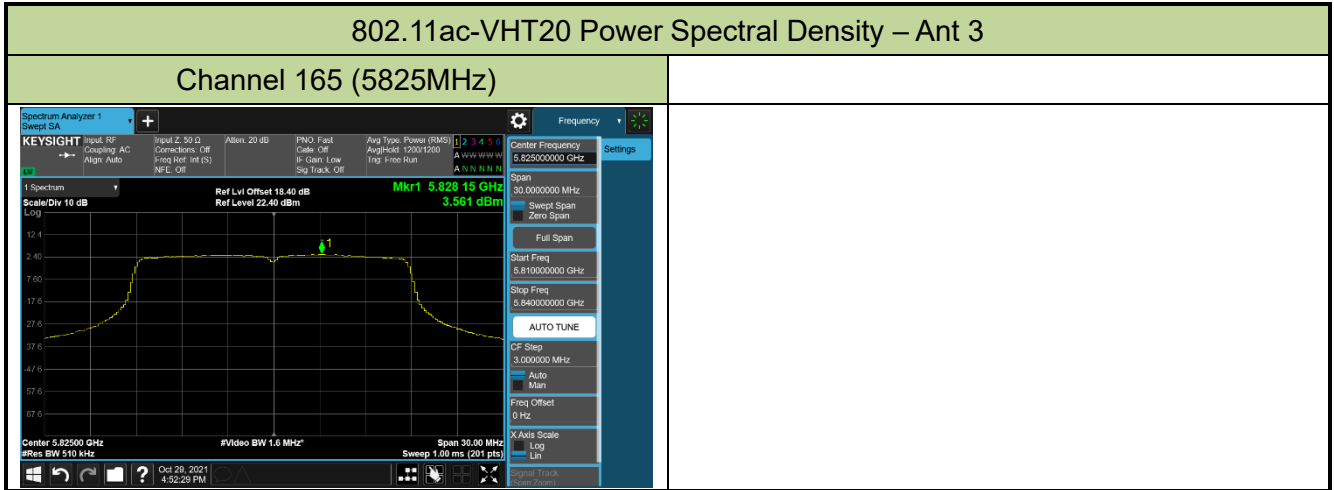 802.11ac-VHT20 Power Spectral Density – Ant 3
Channel 165 (5825MHz)
Spectrum Analyzer 1
Swept SA
Frequency
KEYSIGHT
Input: RF
Coupling: AC
Align: Auto
Input Z: 50 Ω
Corrections: Off
Freq Ref: Int (S)
NFE: Off
Atten: 20 dB
PNO: Fast
Gate: Off
IF Gain: Low
Sig Track: Off
Avg Type: Power (RMS)
Avg|Hold: 1200/1200
Trig: Free Run
1 2 3 4 5 6
A W W W W W
A N N N N N
1 Spectrum
Scale/Div 10 dB
Log
Ref Lvl Offset 18.40 dB
Ref Level 22.40 dBm
Mkr1 5.828 15 GHz
3.561 dBm
1
12.4
2.40
-7.60
-17.6
-27.6
-37.6
-47.6
-57.6
-67.6
Center 5.82500 GHz
#Res BW 510 kHz
#Video BW 1.6 MHz*
Span 30.00 MHz
Sweep 1.00 ms (201 pts)
Center Frequency
5.825000000 GHz
Settings
Span
30.0000000 MHz
Swept Span
Zero Span
Full Span
Start Freq
5.810000000 GHz
Stop Freq
5.840000000 GHz
AUTO TUNE
CF Step
3.000000 MHz
Auto
Man
Freq Offset
0 Hz
X Axis Scale
Log
Lin
Signal Track
(Span Zoom)
?
Oct 29, 2021
4:52:29 PM